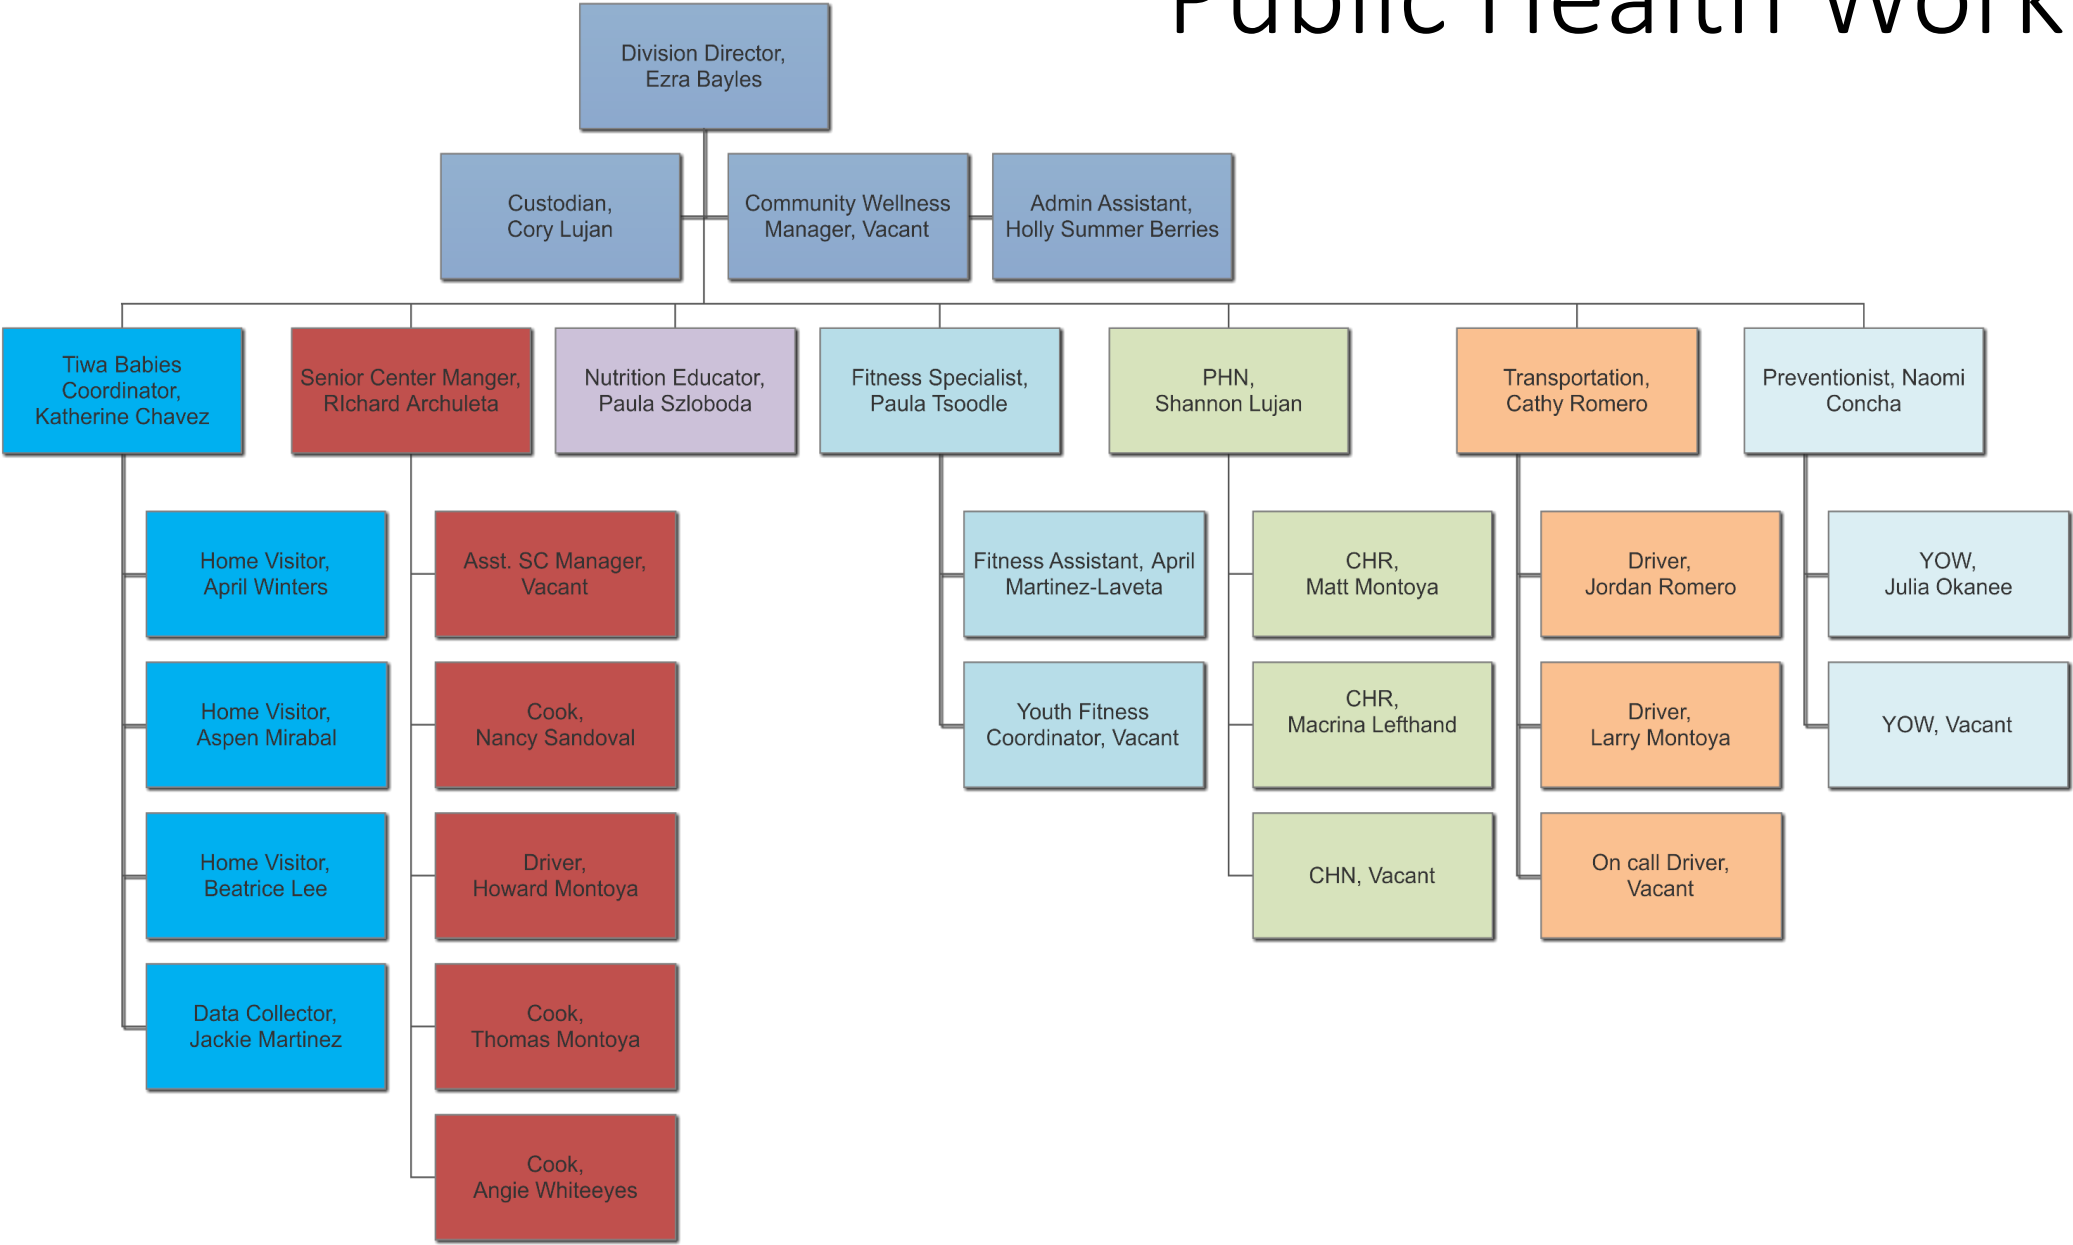 Public Health Work
Division Director,
Ezra Bayles
Custodian,
Cory Lujan
Community Wellness
Manager, Vacant
Admin Assistant,
Holly Summer Berries
Tiwa Babies
Coordinator,
Katherine Chavez
Senior Center Manger,
RIchard Archuleta
Nutrition Educator,
Paula Szloboda
Fitness Specialist,
Paula Tsoodle
PHN,
Shannon Lujan
Transportation,
Cathy Romero
Preventionist, Naomi
Concha
Home Visitor,
April Winters
Home Visitor,
Aspen Mirabal
Home Visitor,
Beatrice Lee
Data Collector,
Jackie Martinez
Asst. SC Manager,
Vacant
Cook,
Nancy Sandoval
Driver,
Howard Montoya
Cook,
Thomas Montoya
Cook,
Angie Whiteeyes
Fitness Assistant, April
Martinez-Laveta
Youth Fitness
Coordinator, Vacant
CHR,
Matt Montoya
CHR,
Macrina Lefthand
CHN, Vacant
Driver,
Jordan Romero
Driver,
Larry Montoya
On call Driver,
Vacant
YOW,
Julia Okanee
YOW, Vacant